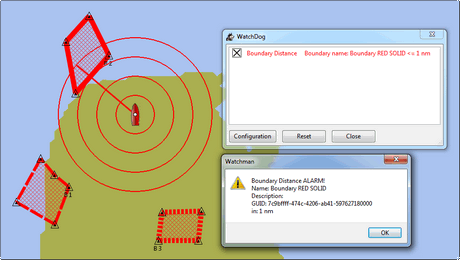 WatchDog
Boundary Distance Boundary name: Boundary RED SOLID <= 1 nm
Configuration Reset Close
Watchman
Boundary Distance ALARM!
Name: Boundary RED SOLID
Description:
GUID: 7c9bffff-474c-4206-ab41-597627180000
in: 1 nm
OK
B 1
B 3